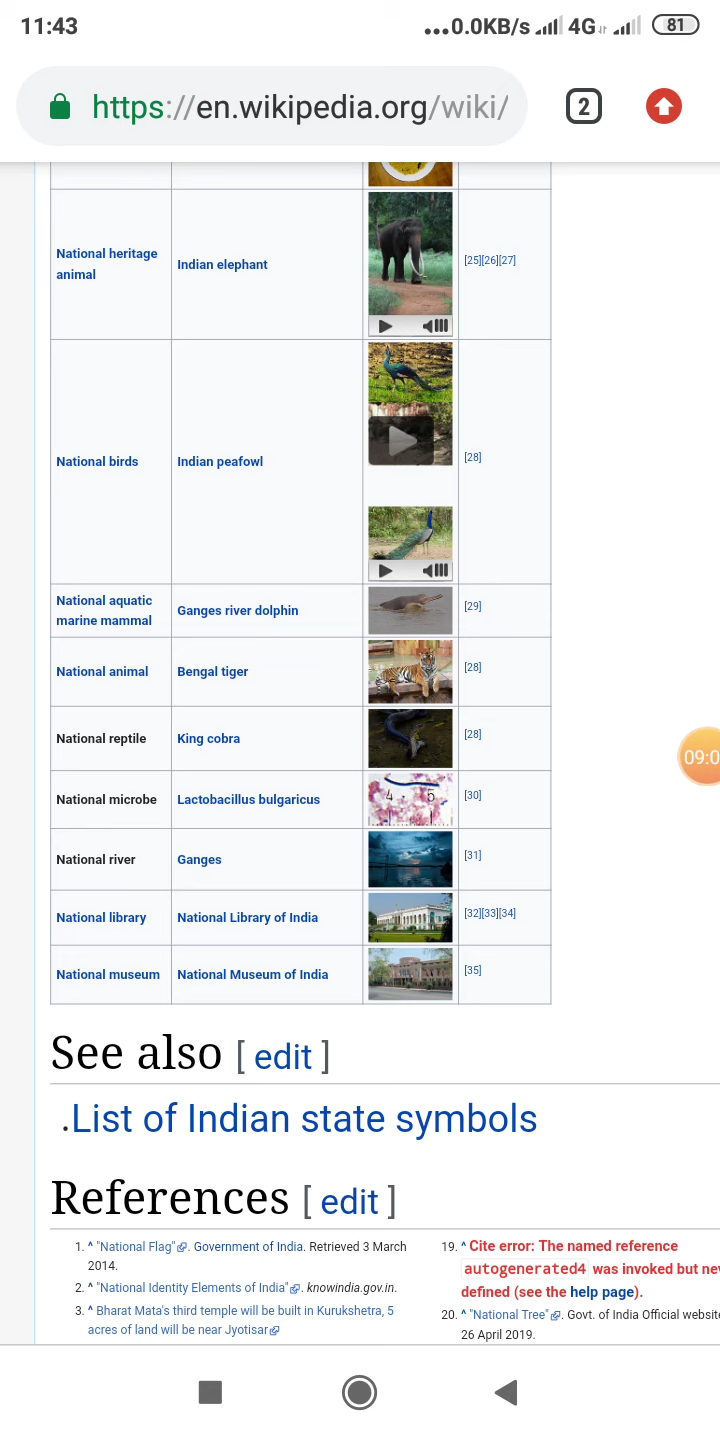 11:43
...0.0KB/s 4G 81
https://en.wikipedia.org/wiki/
2
National heritage
animal
Indian elephant
[25][26][27]
National birds
Indian peafowl
[28]
National aquatic
marine mammal
Ganges river dolphin
[29]
National animal
Bengal tiger
[28]
National reptile
King cobra
[28]
National microbe
Lactobacillus bulgaricus
4 5
[30]
National river
Ganges
[31]
National library
National Library of India
[32][33][34]
National museum
National Museum of India
[35]
09:0
See also [ edit ]
.List of Indian state symbols
References [ edit ]
1. ^ "National Flag". Government of India. Retrieved 3 March
2014.
2. ^ "National Identity Elements of India". knowindia.gov.in.
3. ^ Bharat Mata's third temple will be built in Kurukshetra, 5
acres of land will be near Jyotisar
19. ^ Cite error: The named reference
autogenerated4 was invoked but nev
defined (see the help page).
20. ^ "National Tree". Govt. of India Official website
26 April 2019.